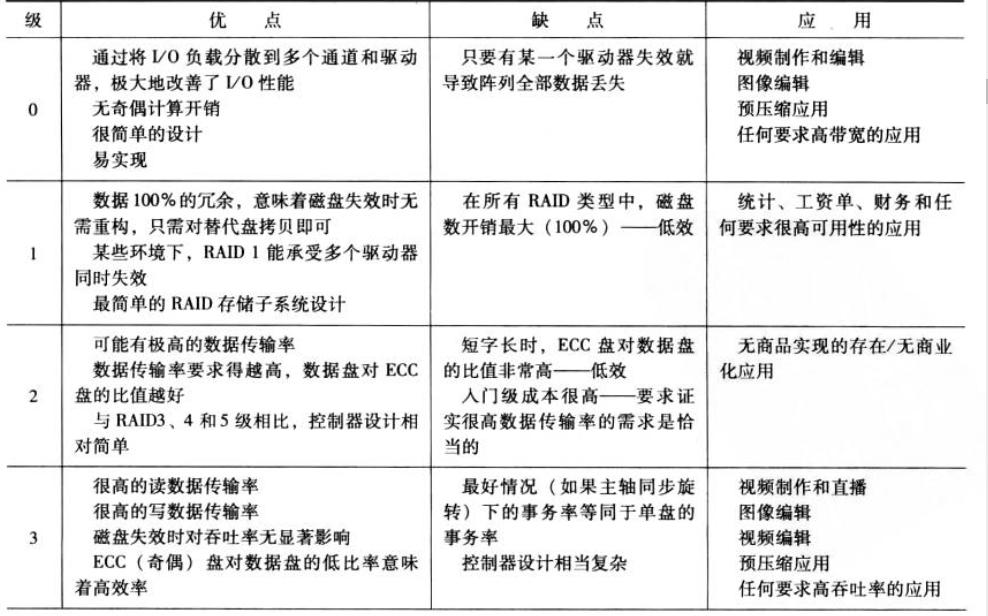 级 优 点 缺 点 应 用
0
通过将 I/O 负载分散到多个通道和驱动
器，极大地改善了 I/O 性能
无奇偶计算开销
很简单的设计
易实现
只要有某一个驱动器失效就
导致阵列全部数据丢失
视频制作和编辑
图像编辑
预压缩应用
任何要求高带宽的应用
1
数据 100%的冗余，意味着磁盘失效时无
需重构，只需对替代盘拷贝即可
某些环境下，RAID 1 能承受多个驱动器
同时失效
最简单的 RAID 存储子系统设计
在所有 RAID 类型中，磁盘
数开销最大（100%）——低效
统计、工资单、财务和任
何要求很高可用性的应用
2
可能有极高的数据传输率
数据传输率要求得越高，数据盘对 ECC
盘的比值越好
与 RAID3、4 和 5 级相比，控制器设计相
对简单
短字长时，ECC 盘对数据盘
的比值非常高——低效
入门级成本很高——要求证
实很高数据传输率的需求是恰
当的
无商品实现的存在/无商业
化应用
3
很高的读数据传输率
很高的写数据传输率
磁盘失效时对吞吐率无显著影响
ECC（奇偶）盘对数据盘的低比率意味
着高效率
最好情况（如果主轴同步旋
转）下的事务率等同于单盘的
事务率
控制器设计相当复杂
视频制作和直播
图像编辑
视频编辑
预压缩应用
任何要求高吞吐率的应用